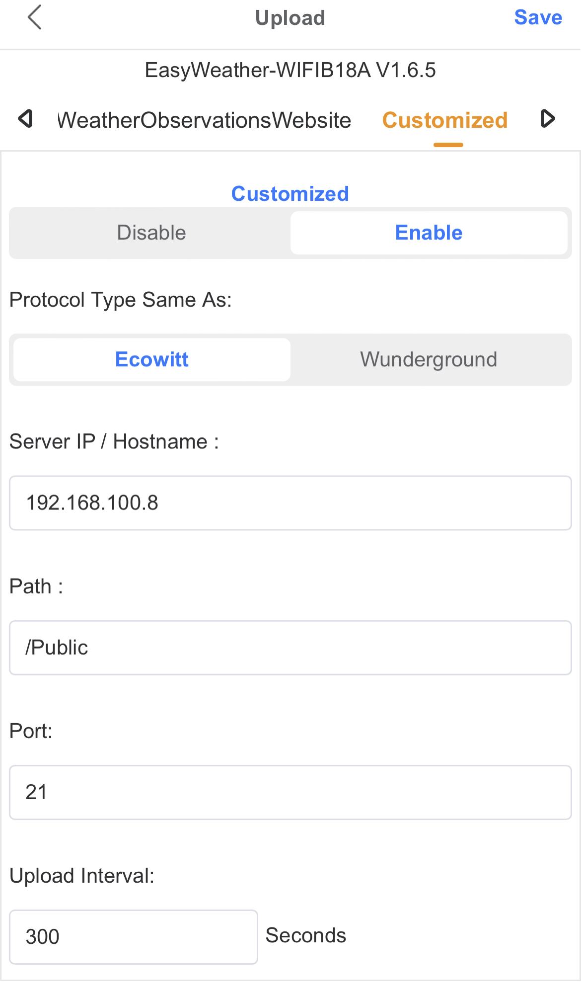 Upload
Save
EasyWeather-WIFIB18A V1.6.5
WeatherObservationsWebsite
Customized
Customized
Disable
Enable
Protocol Type Same As:
Ecowitt
Wunderground
Server IP / Hostname :
192.168.100.8
Path :
/Public
Port:
21
Upload Interval:
300
Seconds